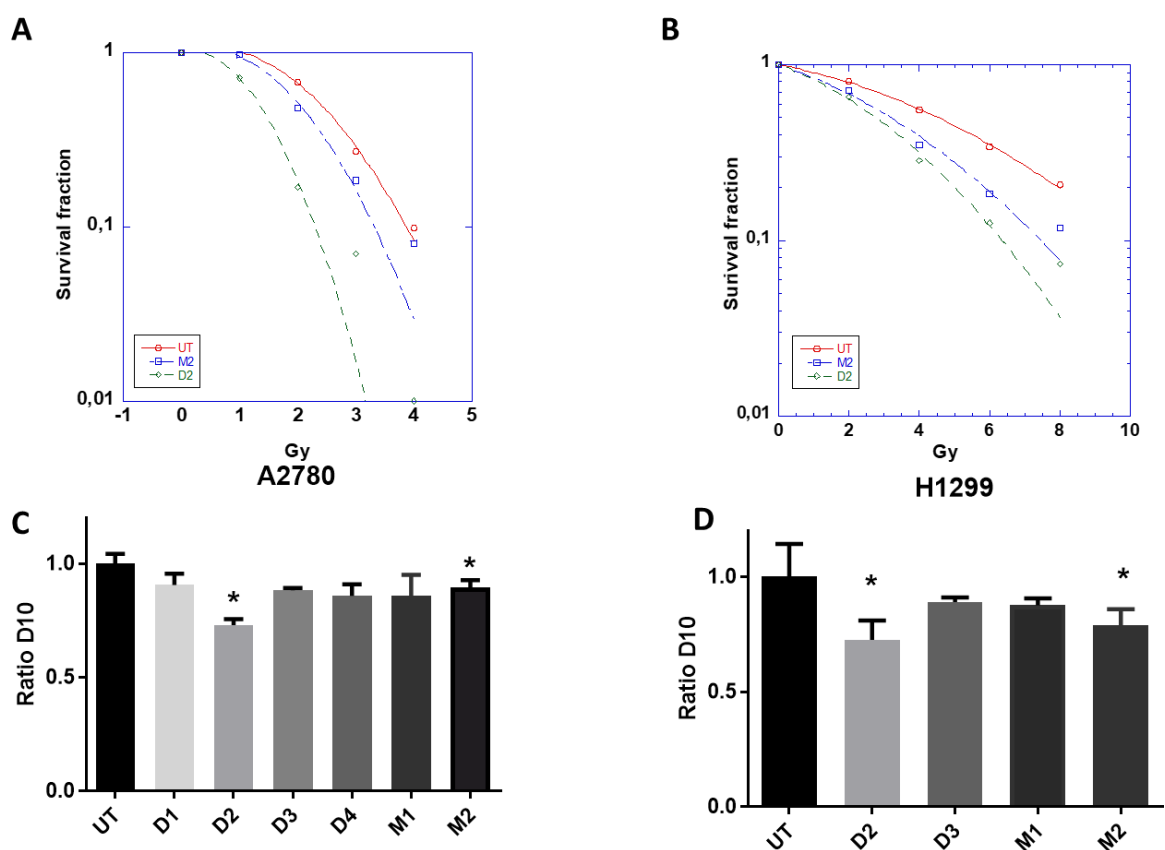 A
Survival fraction
1
0,1
0,01
UT
M2
D2
-1 0 1 2 3 4 5
Gy
A2780
B
Surivval fraction
1
0,1
0,01
UT
M2
D2
0 2 4 6 8 10
Gy
H1299
C
Ratio D10
1.0
0.5
0.0
* *
UT D1 D2 D3 D4 M1 M2
D
Ratio D10
1.0
0.5
0.0
* *
UT D2 D3 M1 M2